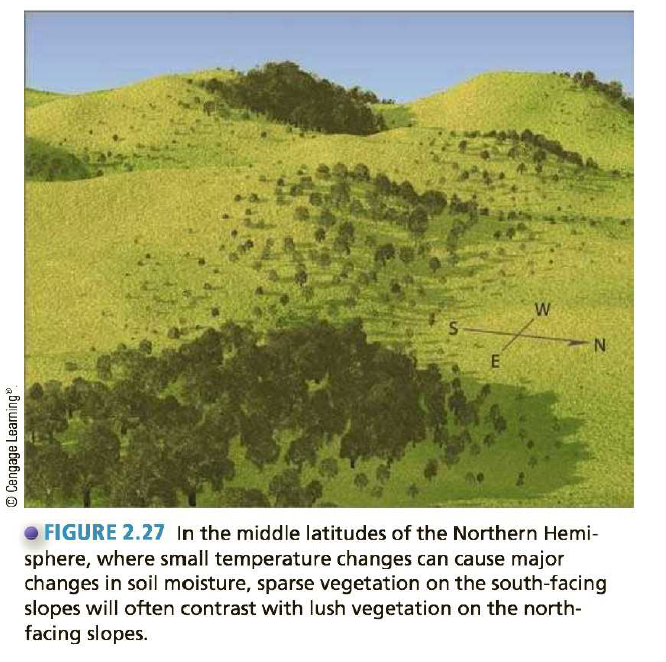 W
S
N
E
© Cengage Learning®.
FIGURE 2.27 In the middle latitudes of the Northern Hemi-
sphere, where small temperature changes can cause major
changes in soil moisture, sparse vegetation on the south-facing
slopes will often contrast with lush vegetation on the north-
facing slopes.